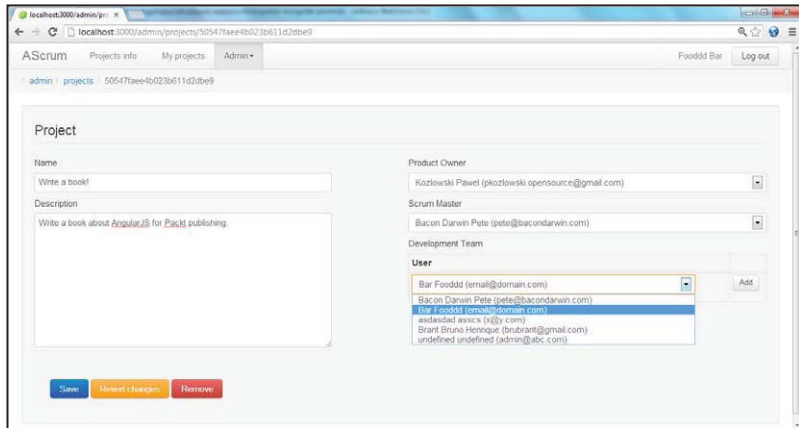 localhost:3000/admin/pro
localhost:3000/admin/projects/50547faee4b023b611d2dbe9
AScrum Projects info My projects Admin Fooddd Bar Log out
admin / projects / 50547faee4b023b611d2dbe9
Project
Name
Write a book!
Description
Write a book about AngularJS for Packt publishing.
Product Owner
Kozlowski Pawel (pkozlowski.opensource@gmail.com)
Scrum Master
Bacon Darwin Pete (pete@bacondarwin.com)
Development Team
User
Bar Fooddd (email@domain.com) Add
Bacon Darwin Pete (pete@bacondarwin.com)
Bar Fooddd (email@domain.com)
asdasdad asscs (x@y.com)
Brant Bruno Henrique (brubrant@gmail.com)
undefined undefined (admin@abc.com)
Save Revert changes Remove